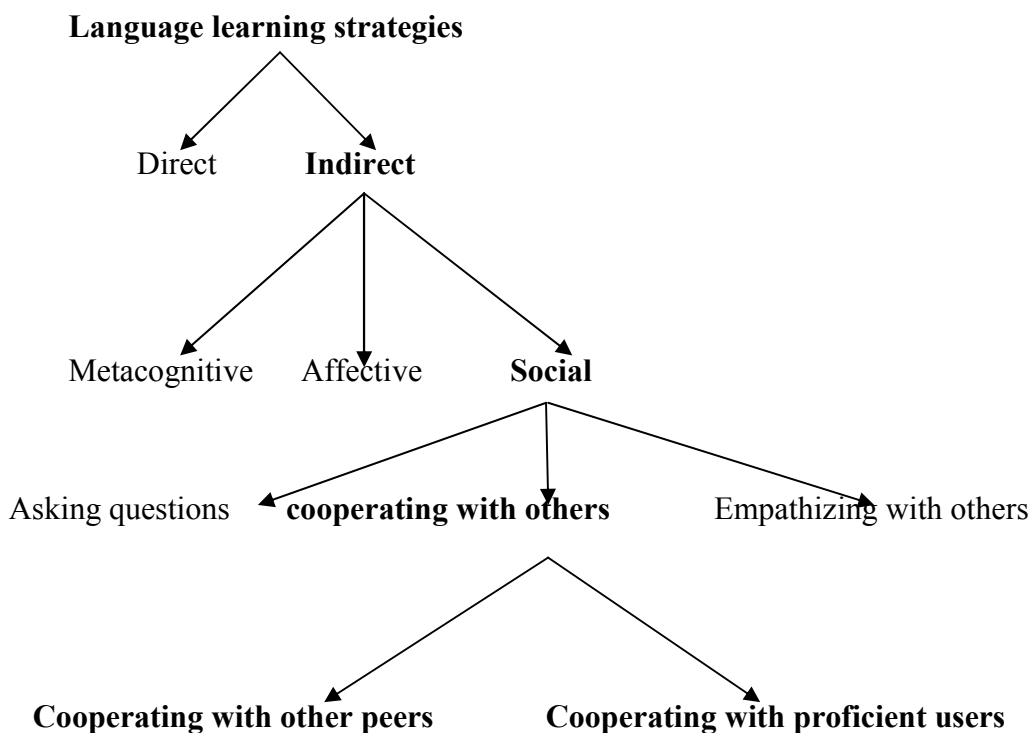 Language learning strategies
Direct Indirect
Metacognitive Affective Social
Asking questions cooperating with others Empathizing with others
Cooperating with other peers Cooperating with proficient users